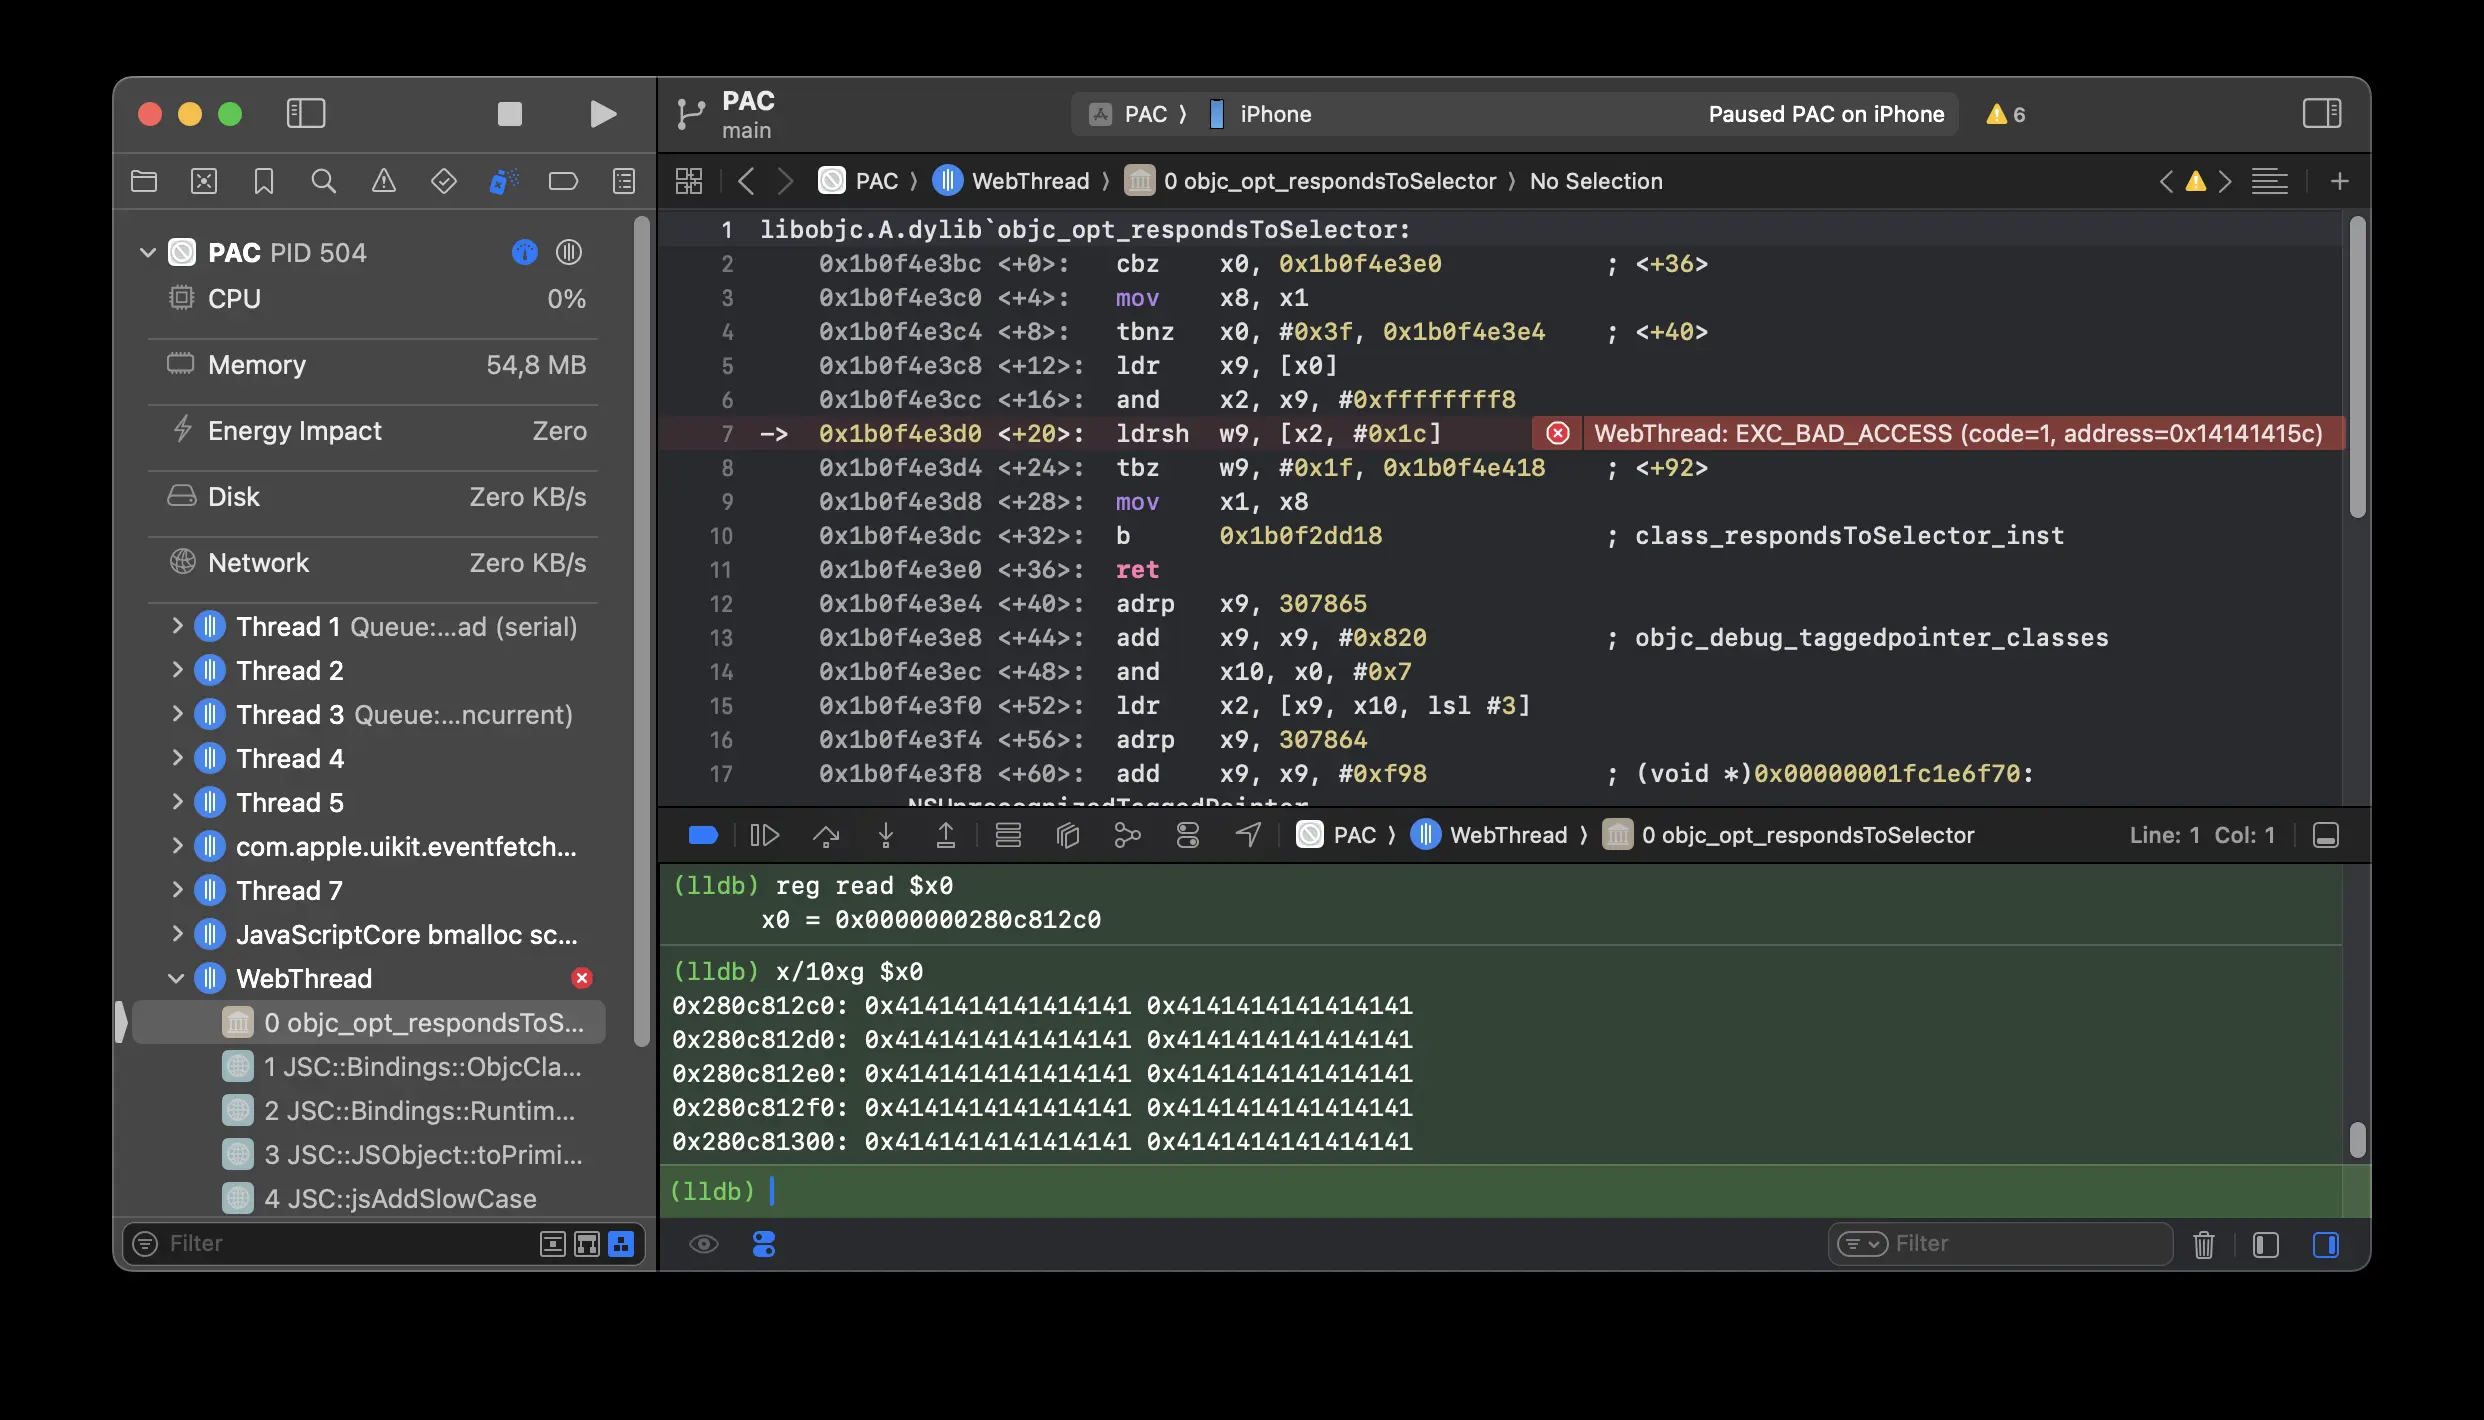 PAC
main
PAC ⟩ iPhone
Paused PAC on iPhone
6
PAC ⟩ WebThread ⟩ 0 objc_opt_respondsToSelector ⟩ No Selection
PAC PID 504
CPU 0%
Memory 54,8 MB
Energy Impact Zero
Disk Zero KB/s
Network Zero KB/s
Thread 1 Queue:...ad (serial)
Thread 2
Thread 3 Queue:...ncurrent)
Thread 4
Thread 5
com.apple.uikit.eventfetch...
Thread 7
JavaScriptCore bmalloc sc...
WebThread
0 objc_opt_respondsToS...
1 JSC::Bindings::ObjcCla...
2 JSC::Bindings::Runtim...
3 JSC::JSObject::toPrimi...
4 JSC::jsAddSlowCase
Filter
1 libobjc.A.dylib`objc_opt_respondsToSelector:
2 0x1b0f4e3bc <+0>: cbz x0, 0x1b0f4e3e0 ; <+36>
3 0x1b0f4e3c0 <+4>: mov x8, x1
4 0x1b0f4e3c4 <+8>: tbnz x0, #0x3f, 0x1b0f4e3e4 ; <+40>
5 0x1b0f4e3c8 <+12>: ldr x9, [x0]
6 0x1b0f4e3cc <+16>: and x2, x9, #0xffffffff8
7 -> 0x1b0f4e3d0 <+20>: ldrsh w9, [x2, #0x1c] WebThread: EXC_BAD_ACCESS (code=1, address=0x14141415c)
8 0x1b0f4e3d4 <+24>: tbz w9, #0x1f, 0x1b0f4e418 ; <+92>
9 0x1b0f4e3d8 <+28>: mov x1, x8
10 0x1b0f4e3dc <+32>: b 0x1b0f2dd18 ; class_respondsToSelector_inst
11 0x1b0f4e3e0 <+36>: ret
12 0x1b0f4e3e4 <+40>: adrp x9, 307865
13 0x1b0f4e3e8 <+44>: add x9, x9, #0x820 ; objc_debug_taggedpointer_classes
14 0x1b0f4e3ec <+48>: and x10, x0, #0x7
15 0x1b0f4e3f0 <+52>: ldr x2, [x9, x10, lsl #3]
16 0x1b0f4e3f4 <+56>: adrp x9, 307864
17 0x1b0f4e3f8 <+60>: add x9, x9, #0xf98 ; (void *)0x00000001fc1e6f70:
NSUnrecognizedTaggedPointer
PAC ⟩ WebThread ⟩ 0 objc_opt_respondsToSelector
Line: 1 Col: 1
(lldb) reg read $x0
x0 = 0x0000000280c812c0
(lldb) x/10xg $x0
0x280c812c0: 0x4141414141414141 0x4141414141414141
0x280c812d0: 0x4141414141414141 0x4141414141414141
0x280c812e0: 0x4141414141414141 0x4141414141414141
0x280c812f0: 0x4141414141414141 0x4141414141414141
0x280c81300: 0x4141414141414141 0x4141414141414141
(lldb)
Filter